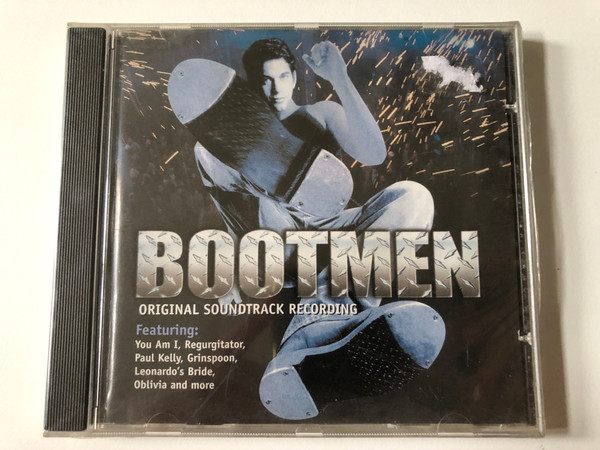 BOOTMEN
ORIGINAL SOUNDTRACK RECORDING
Featuring:
You Am I, Regurgitator,
Paul Kelly, Grinspoon,
Leonardo's Bride,
Oblivia and more